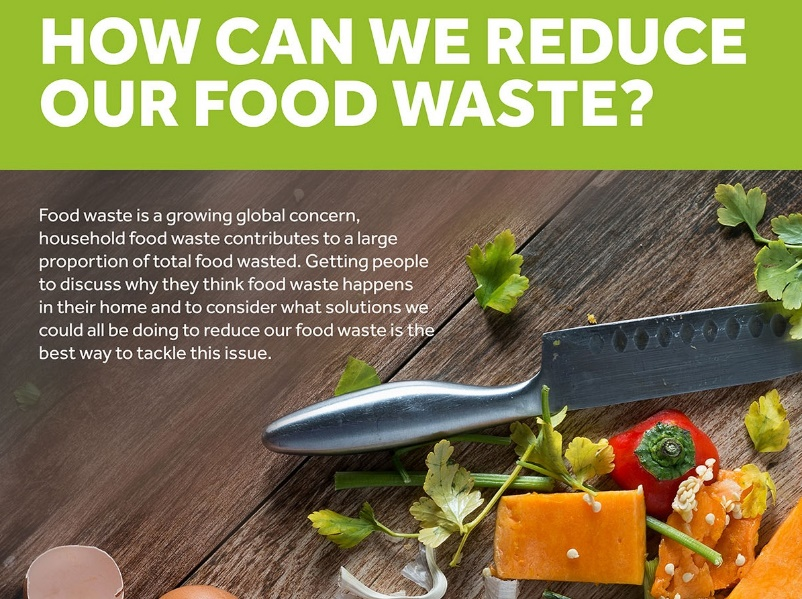 HOW CAN WE REDUCE
OUR FOOD WASTE?
Food waste is a growing global concern,
household food waste contributes to a large
proportion of total food wasted. Getting people
to discuss why they think food waste happens
in their home and to consider what solutions we
could all be doing to reduce our food waste is the
best way to tackle this issue.